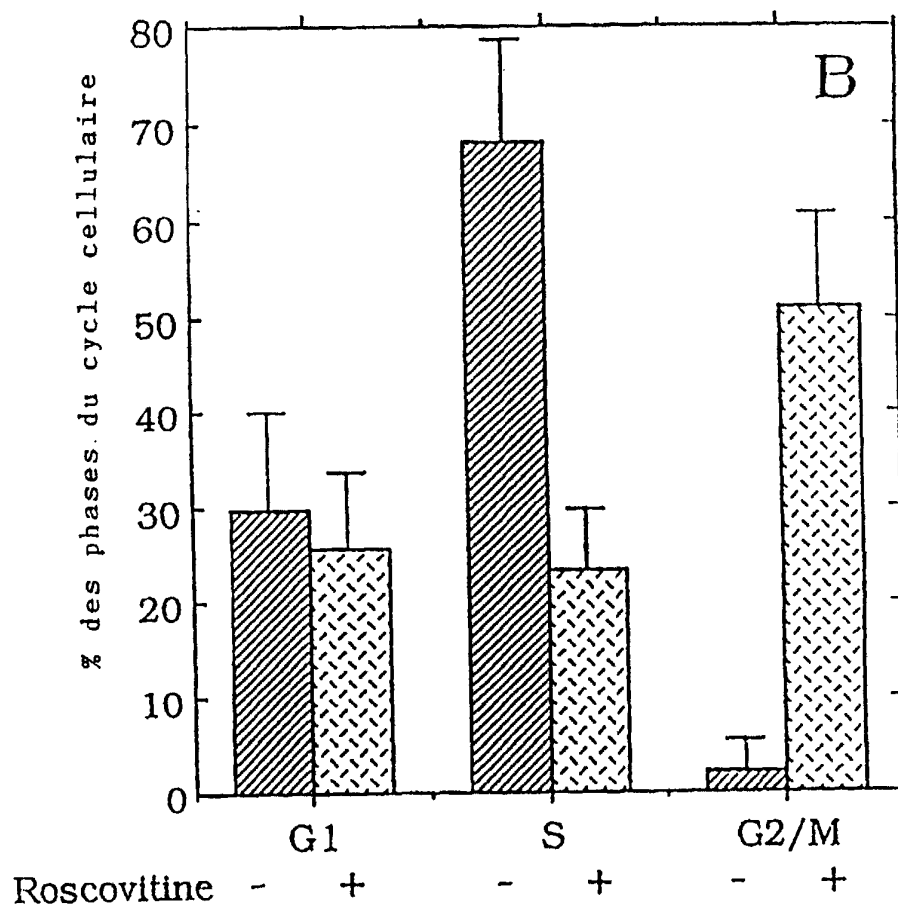 B
% des phases. du cycle cellulaire
80
70
60
50
40
30
20
10
0
G1 S G2/M
Roscovitine - + - + - +